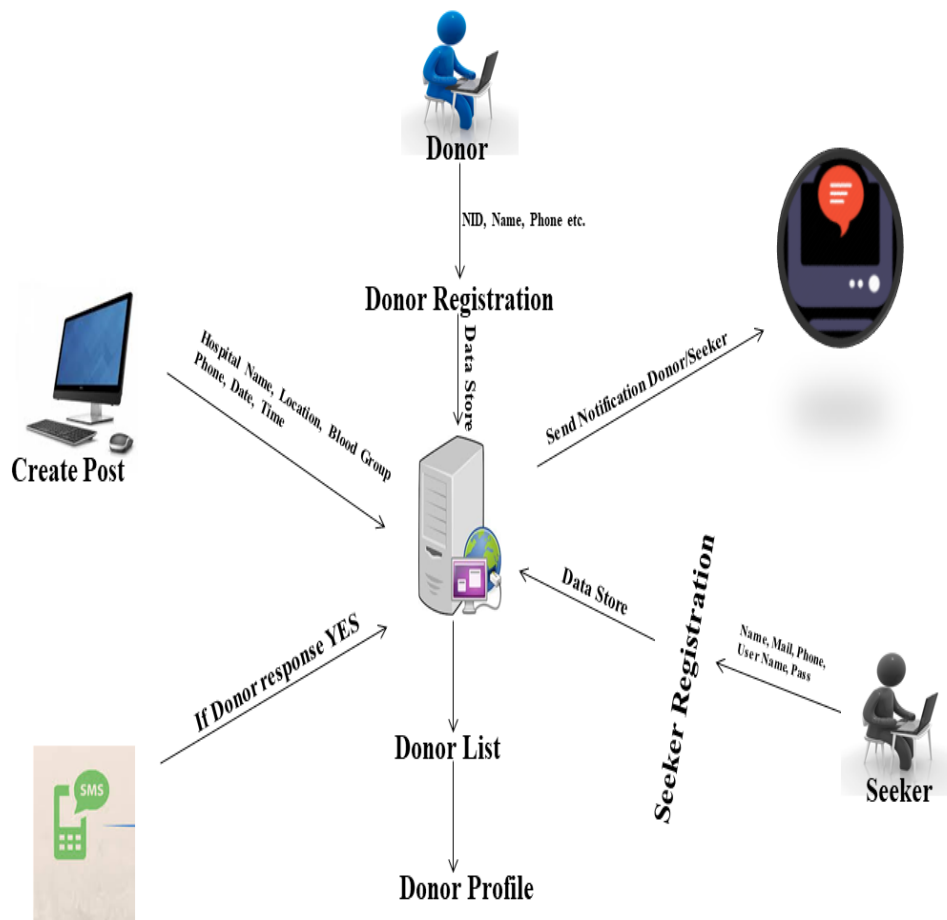 Donor
NID, Name, Phone etc.
Donor Registration
Data Store
Hospital Name, Location, Blood Group
Phone, Date, Time
Create Post
Send Notification Donor/Seeker
Data Store
Seeker Registration
Name, Mail, Phone,
User Name, Pass
Seeker
If Donor response YES
SMS
Donor List
Donor Profile